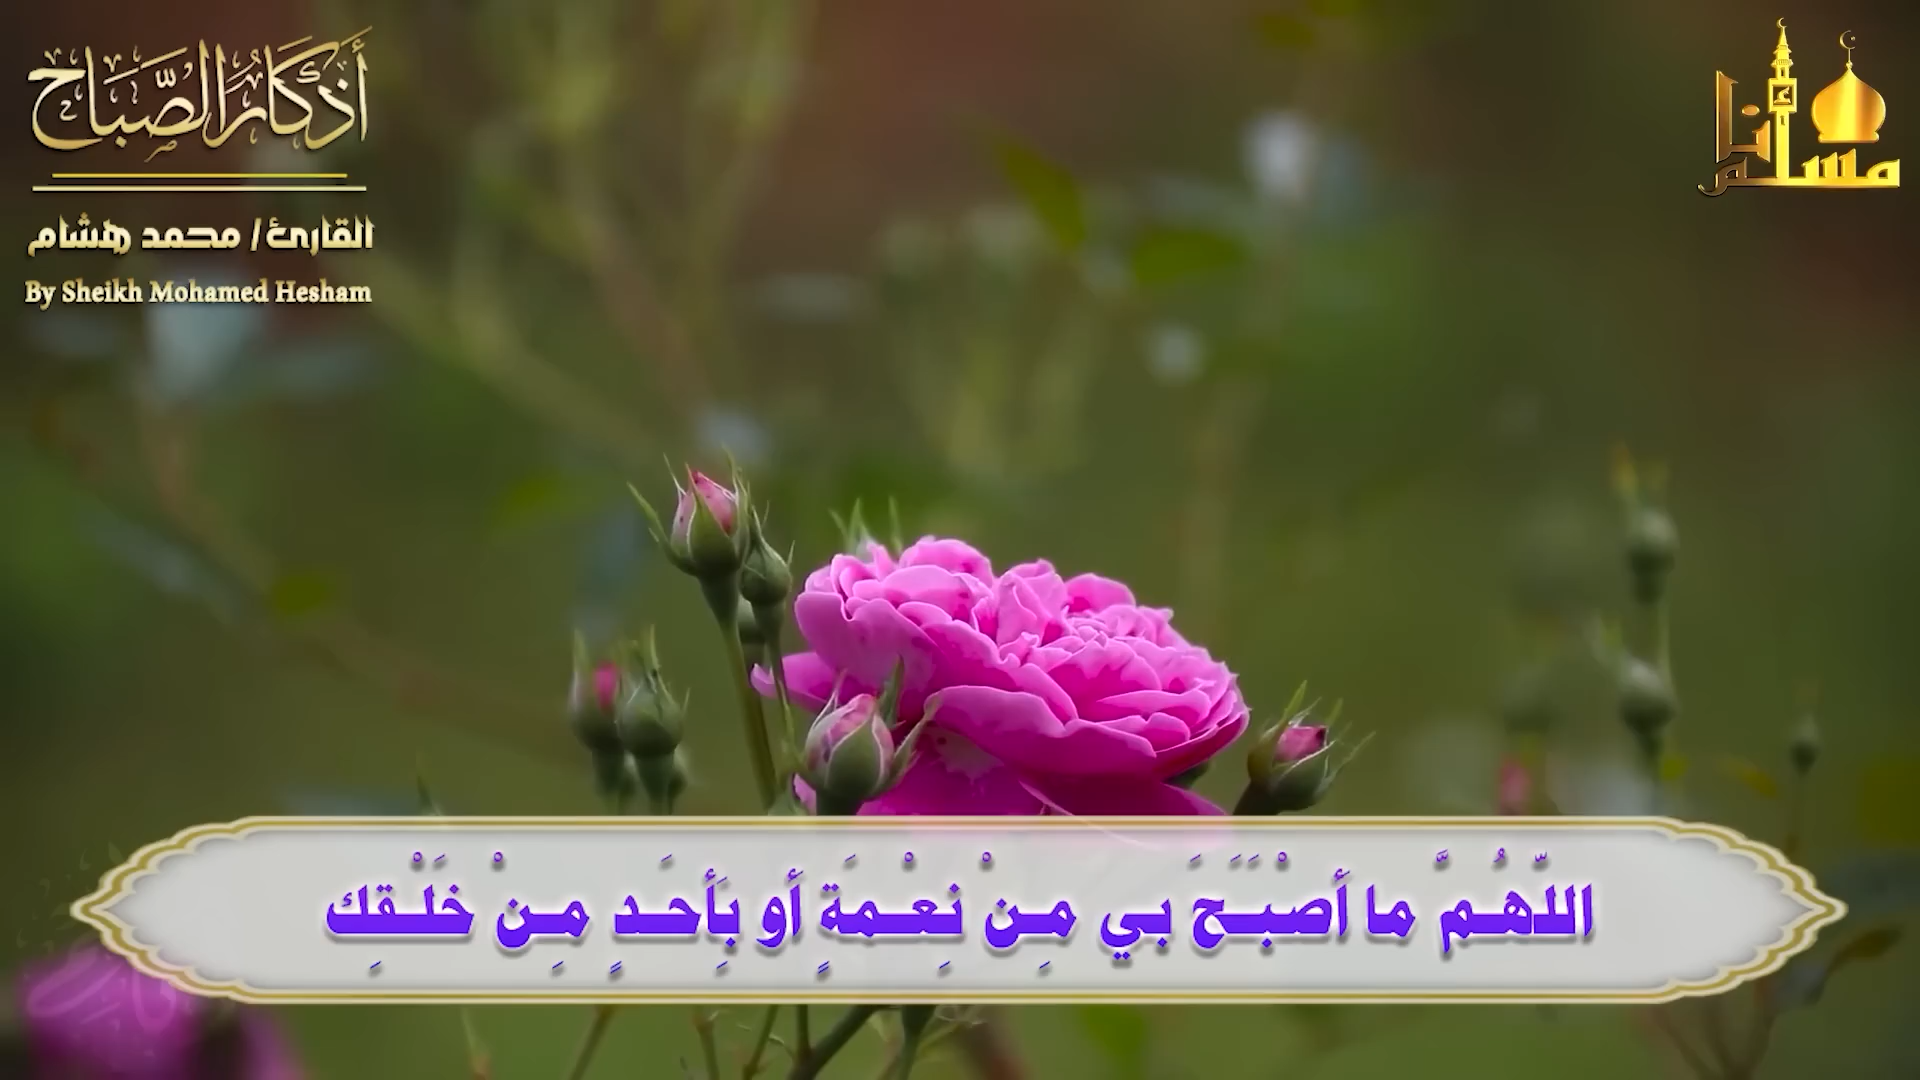 أذكار الصباح
القارئ / محمد هشام
By Sheikh Mohamed Hesham
أنا مسلم
اللّهُمَّ ما أَصْبَحَ بي مِنْ نِعْمَةٍ أَو بَأَحَدٍ مِنْ خَلْقِك